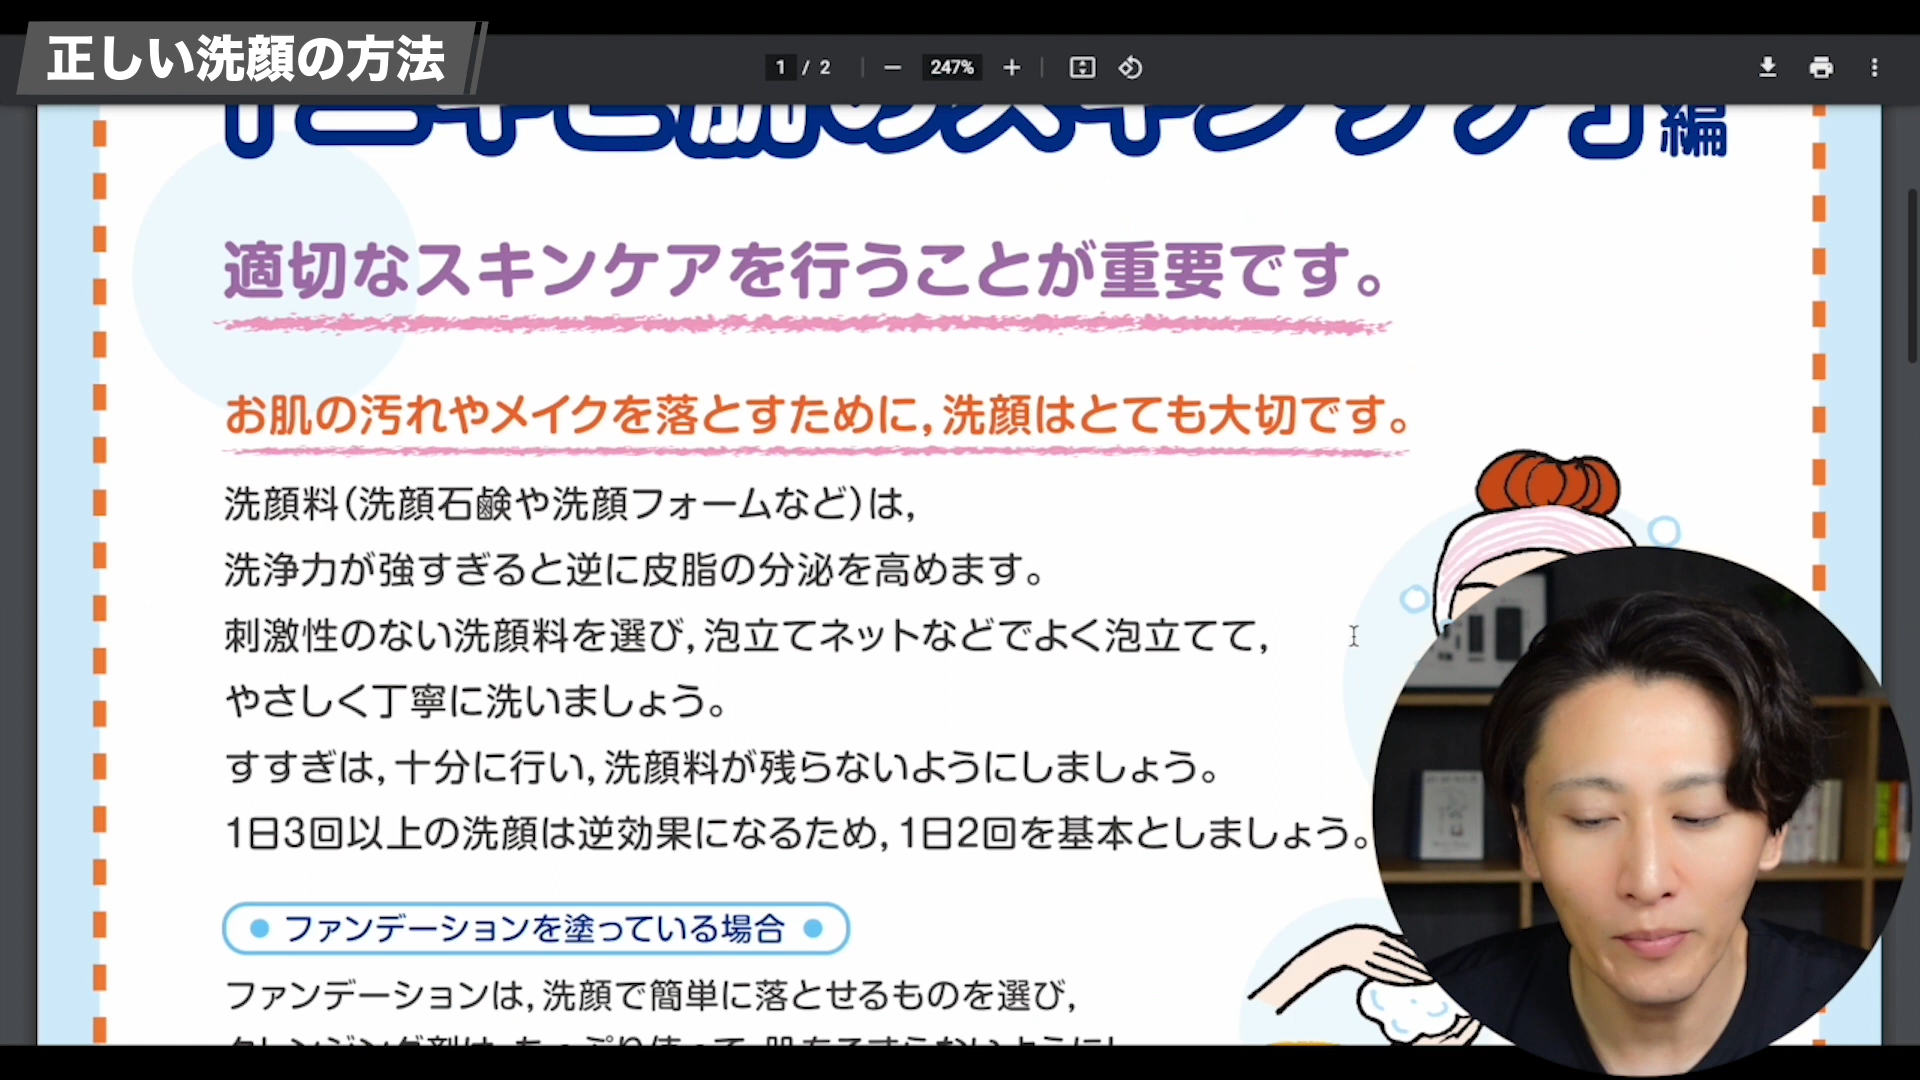 正しい洗顔の方法
1 / 2
247%
「ニキビ肌のスキンケア」編
適切なスキンケアを行うことが重要です。
お肌の汚れやメイクを落とすために,洗顔はとても大切です。
洗顔料(洗顔石鹸や洗顔フォームなど)は,
洗浄力が強すぎると逆に皮脂の分泌を高めます。
刺激性のない洗顔料を選び,泡立てネットなどでよく泡立てて,
やさしく丁寧に洗いましょう。
すすぎは,十分に行い,洗顔料が残らないようにしましょう。
1日3回以上の洗顔は逆効果になるため,1日2回を基本としましょう。
ファンデーションを塗っている場合
ファンデーションは,洗顔で簡単に落とせるものを選び,